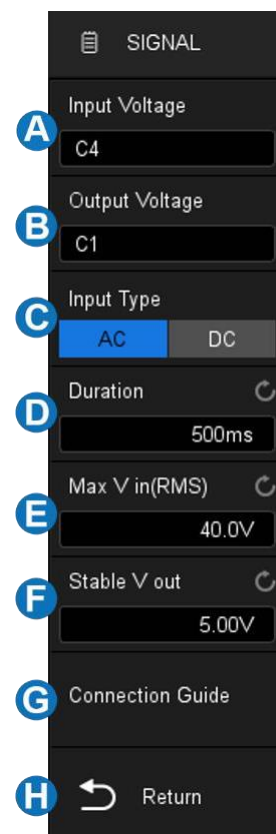 SIGNAL
A
Input Voltage
C4
B
Output Voltage
C1
C
Input Type
AC DC
D
Duration
500ms
E
Max V in(RMS)
40.0V
F
Stable V out
5.00V
G
Connection Guide
H
Return